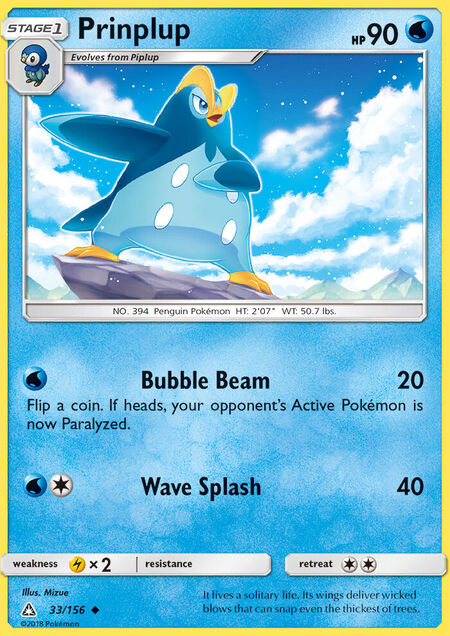 STAGE1
Prinplup
HP 90
Evolves from Piplup
NO. 394 Penguin Pokémon HT: 2'07" WT: 50.7 lbs.
Bubble Beam 20
Flip a coin. If heads, your opponent's Active Pokémon is
now Paralyzed.
Wave Splash 40
weakness ×2 resistance retreat
Illus. Mizue
33/156
©2018 Pokémon
It lives a solitary life. Its wings deliver wicked
blows that can snap even the thickest of trees.